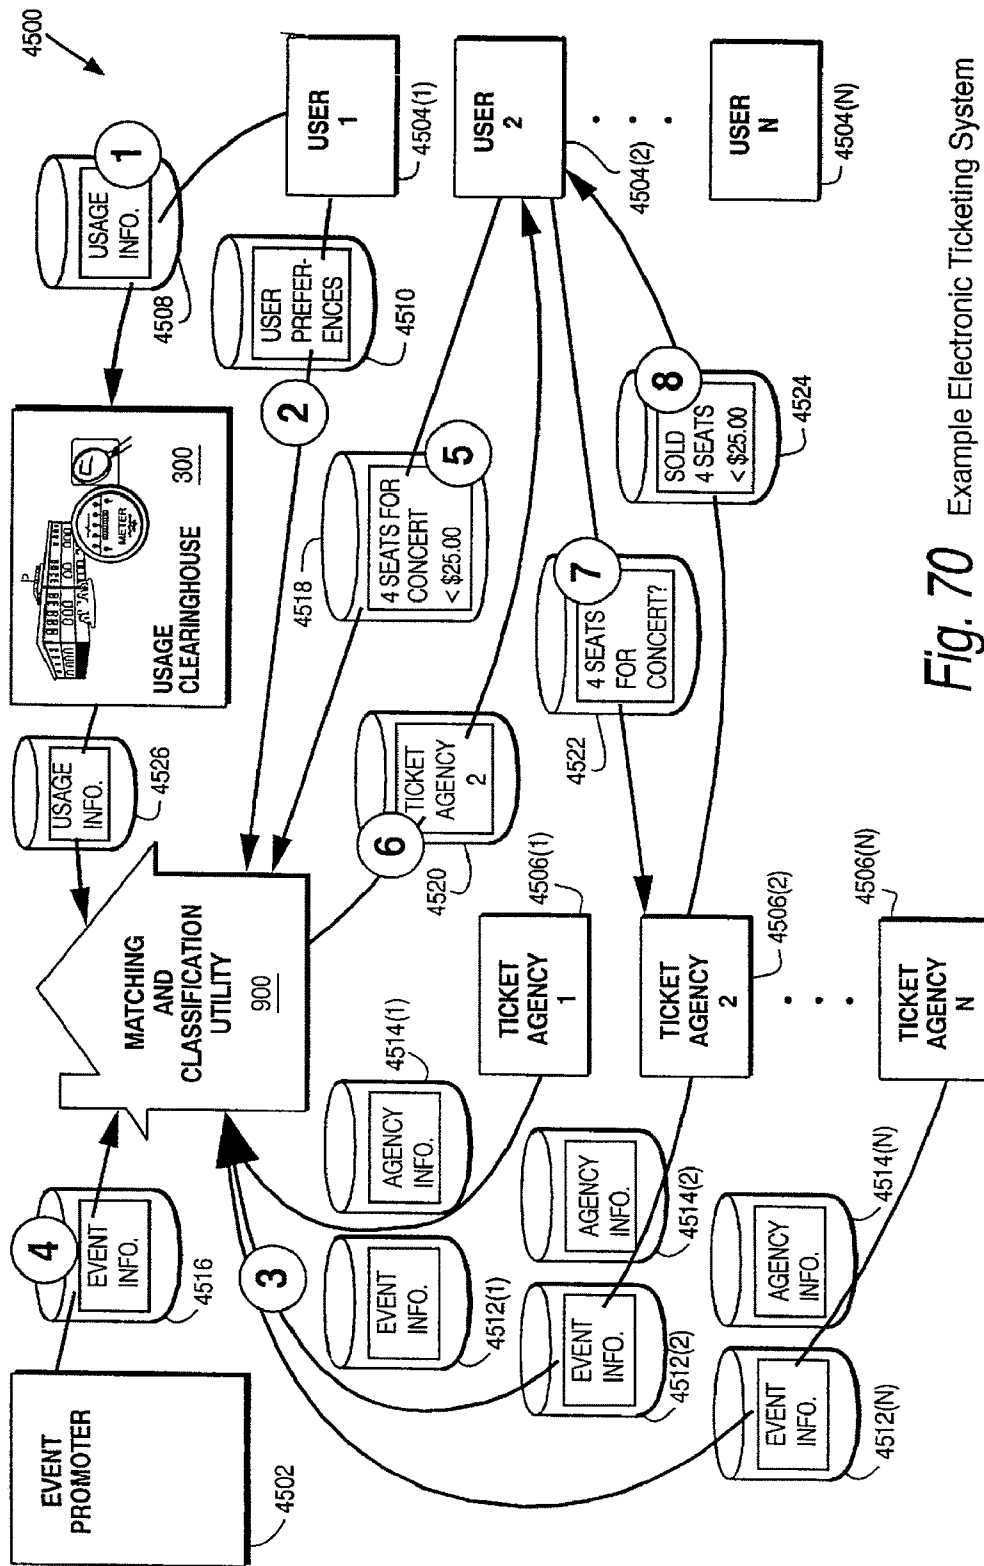 4500
EVENT
PROMOTER
4502
4
EVENT
INFO.
4516
MATCHING
AND
CLASSIFICATION
UTILITY
900
USAGE
INFO.
4526
USAGE
CLEARINGHOUSE
300
METER
USAGE
INFO.
1
4508
USER
1
4504(1)
2
USER
PREFER-
ENCES
4510
3
EVENT
INFO.
4512(1)
AGENCY
INFO.
4514(1)
TICKET
AGENCY
1
4506(1)
6
TICKET
AGENCY
2
4520
4518
5
4 SEATS FOR
CONCERT
< $25.00
USER
2
4504(2)
EVENT
INFO.
4512(2)
AGENCY
INFO.
4514(2)
TICKET
AGENCY
2
4506(2)
7
4 SEATS
FOR
CONCERT?
4522
8
SOLD
4 SEATS
< $25.00
4524
EVENT
INFO.
4512(N)
AGENCY
INFO.
4514(N)
TICKET
AGENCY
N
4506(N)
USER
N
4504(N)
Fig. 70 Example Electronic Ticketing System